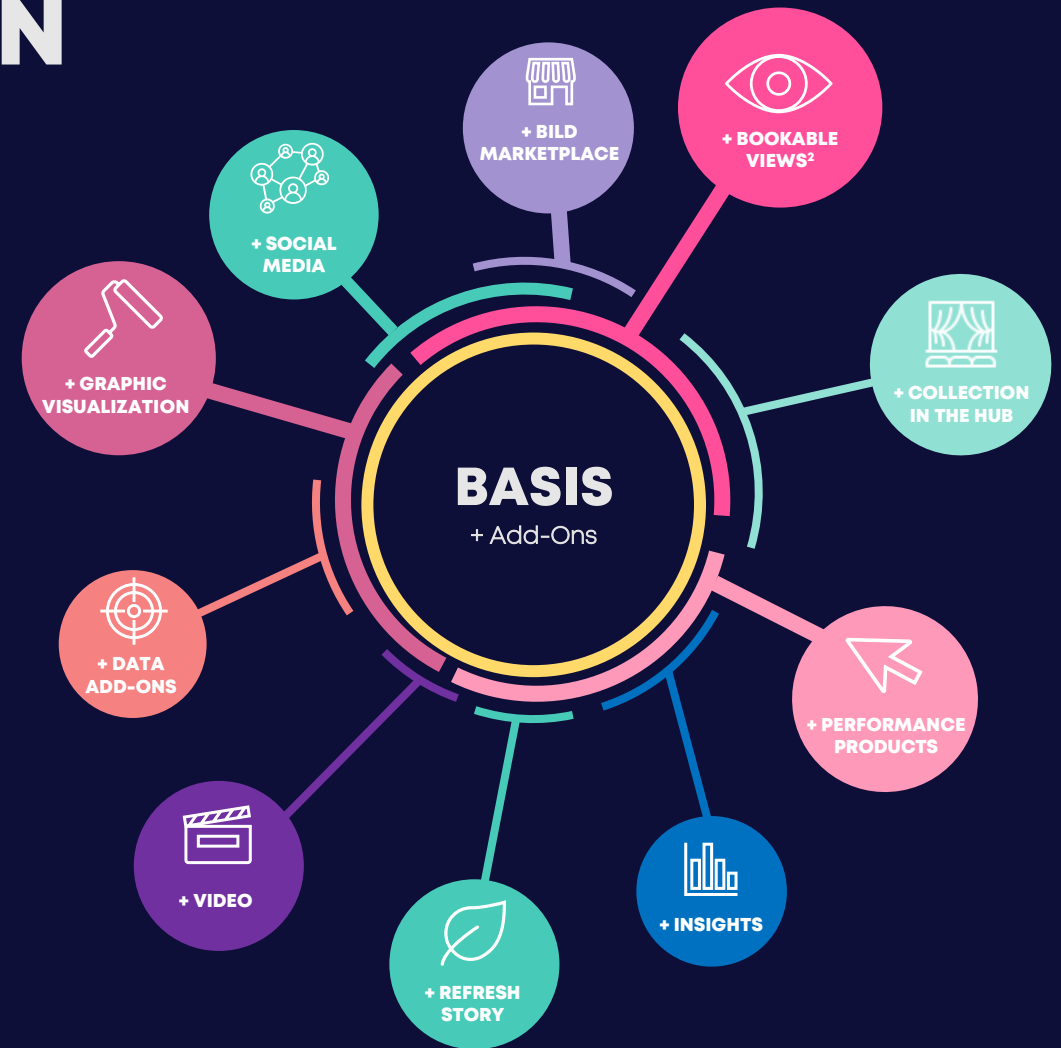 N
+ BILD
MARKETPLACE
+ BOOKABLE
VIEWS²
+ SOCIAL
MEDIA
+ GRAPHIC
VISUALIZATION
+ COLLECTION
IN THE HUB
BASIS
+ Add-Ons
+ DATA
ADD-ONS
+ PERFORMANCE
PRODUCTS
+ VIDEO
+ INSIGHTS
+ REFRESH
STORY